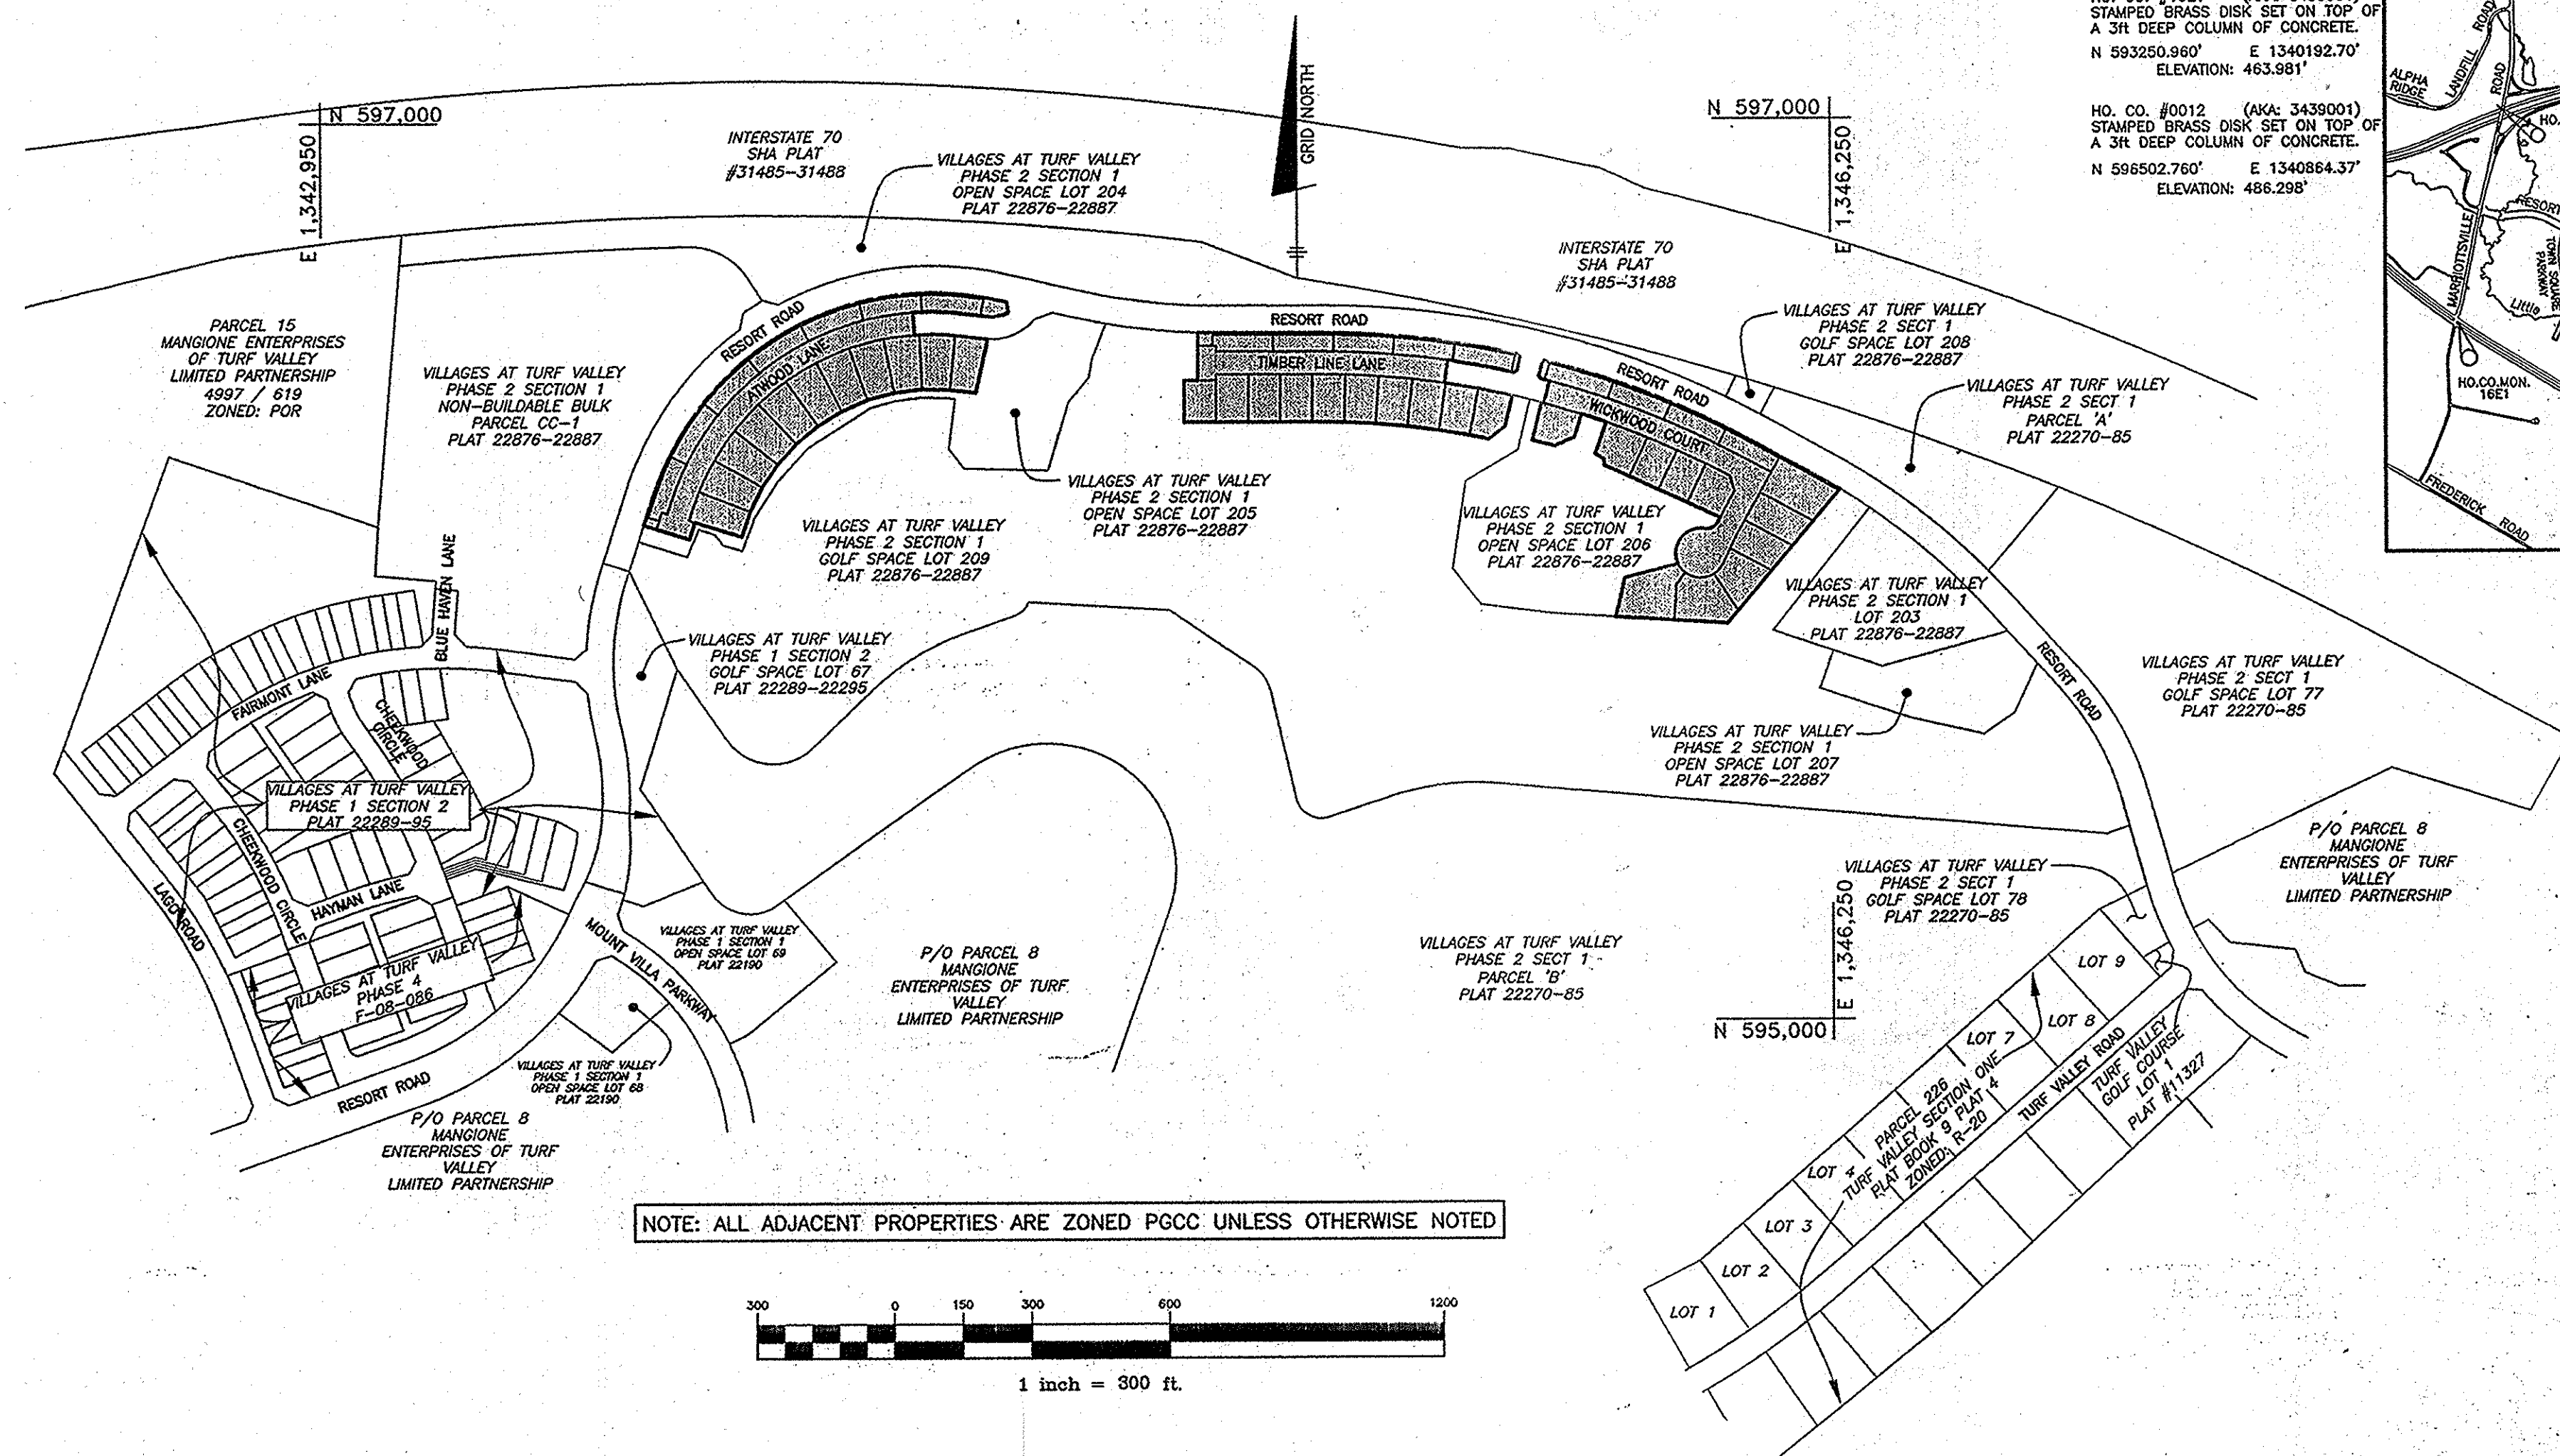 STAMPED BRASS DISK SET ON TOP OF
A 3ft DEEP COLUMN OF CONCRETE.
N 593250.960' E 1340192.70'
ELEVATION: 463.981'
HO. CO. #0012 (AKA: 3439001)
STAMPED BRASS DISK SET ON TOP OF
A 3ft DEEP COLUMN OF CONCRETE.
N 596502.760' E 1340864.37'
ELEVATION: 486.298'
ALPHA
RIDGE
LANDFILL
ROAD
ROAD
HO.
RESORT
MARRIOTTSVILLE
TOWN SQUARE
PARKWAY
Little
HO.CO.MON.
16E1
FREDERICK ROAD
N 597,000
E 1,342,950
INTERSTATE 70
SHA PLAT
#31485-31488
VILLAGES AT TURF VALLEY
PHASE 2 SECTION 1
OPEN SPACE LOT 204
PLAT 22876-22887
GRID NORTH
N 597,000
E 1,346,250
INTERSTATE 70
SHA PLAT
#31485-31488
VILLAGES AT TURF VALLEY
PHASE 2 SECT 1
GOLF SPACE LOT 208
PLAT 22876-22887
VILLAGES AT TURF VALLEY
PHASE 2 SECT 1
PARCEL 'A'
PLAT 22270-85
PARCEL 15
MANGIONE ENTERPRISES
OF TURF VALLEY
LIMITED PARTNERSHIP
4997 / 619
ZONED: POR
VILLAGES AT TURF VALLEY
PHASE 2 SECTION 1
NON-BUILDABLE BULK
PARCEL CC-1
PLAT 22876-22887
RESORT ROAD
ATWOOD LANE
RESORT ROAD
TIMBER LINE LANE
RESORT ROAD
WICKWOOD COURT
VILLAGES AT TURF VALLEY
PHASE 2 SECTION 1
OPEN SPACE LOT 205
PLAT 22876-22887
VILLAGES AT TURF VALLEY
PHASE 2 SECTION 1
GOLF SPACE LOT 209
PLAT 22876-22887
VILLAGES AT TURF VALLEY
PHASE 2 SECTION 1
OPEN SPACE LOT 206
PLAT 22876-22887
VILLAGES AT TURF VALLEY
PHASE 2 SECTION 1
LOT 203
PLAT 22876-22887
BLUE HAVEN LANE
VILLAGES AT TURF VALLEY
PHASE 1 SECTION 2
GOLF SPACE LOT 67
PLAT 22289-22295
RESORT ROAD
VILLAGES AT TURF VALLEY
PHASE 2 SECT 1
GOLF SPACE LOT 77
PLAT 22270-85
VILLAGES AT TURF VALLEY
PHASE 2 SECTION 1
OPEN SPACE LOT 207
PLAT 22876-22887
FAIRMONT LANE
CHEEKWOOD
CIRCLE
VILLAGES AT TURF VALLEY
PHASE 1 SECTION 2
PLAT 22289-95
CHEEKWOOD CIRCLE
HAYMAN LANE
LAGO ROAD
VILLAGES AT TURF VALLEY
PHASE 4
F-08-086
RESORT ROAD
MOUNT VILLA PARKWAY
VILLAGES AT TURF VALLEY
PHASE 1 SECTION 1
OPEN SPACE LOT 69
PLAT 22190
VILLAGES AT TURF VALLEY
PHASE 1 SECTION 1
OPEN SPACE LOT 68
PLAT 22190
P/O PARCEL 8
MANGIONE
ENTERPRISES OF TURF
VALLEY
LIMITED PARTNERSHIP
P/O PARCEL 8
MANGIONE
ENTERPRISES OF TURF
VALLEY
LIMITED PARTNERSHIP
VILLAGES AT TURF VALLEY
PHASE 2 SECT 1
PARCEL 'B'
PLAT 22270-85
VILLAGES AT TURF VALLEY
PHASE 2 SECT 1
GOLF SPACE LOT 78
PLAT 22270-85
P/O PARCEL 8
MANGIONE
ENTERPRISES OF TURF
VALLEY
LIMITED PARTNERSHIP
E 1,346,250
N 595,000
LOT 9
LOT 8
LOT 7
PARCEL 226
TURF VALLEY SECTION ONE
PLAT BOOK 9 PLAT 4
ZONED: R-20
TURF VALLEY ROAD
TURF VALLEY
GOLF COURSE
LOT 1
PLAT #11327
LOT 4
LOT 3
LOT 2
LOT 1
NOTE: ALL ADJACENT PROPERTIES ARE ZONED PGCC UNLESS OTHERWISE NOTED
300 0 150 300 600 1200
1 inch = 300 ft.